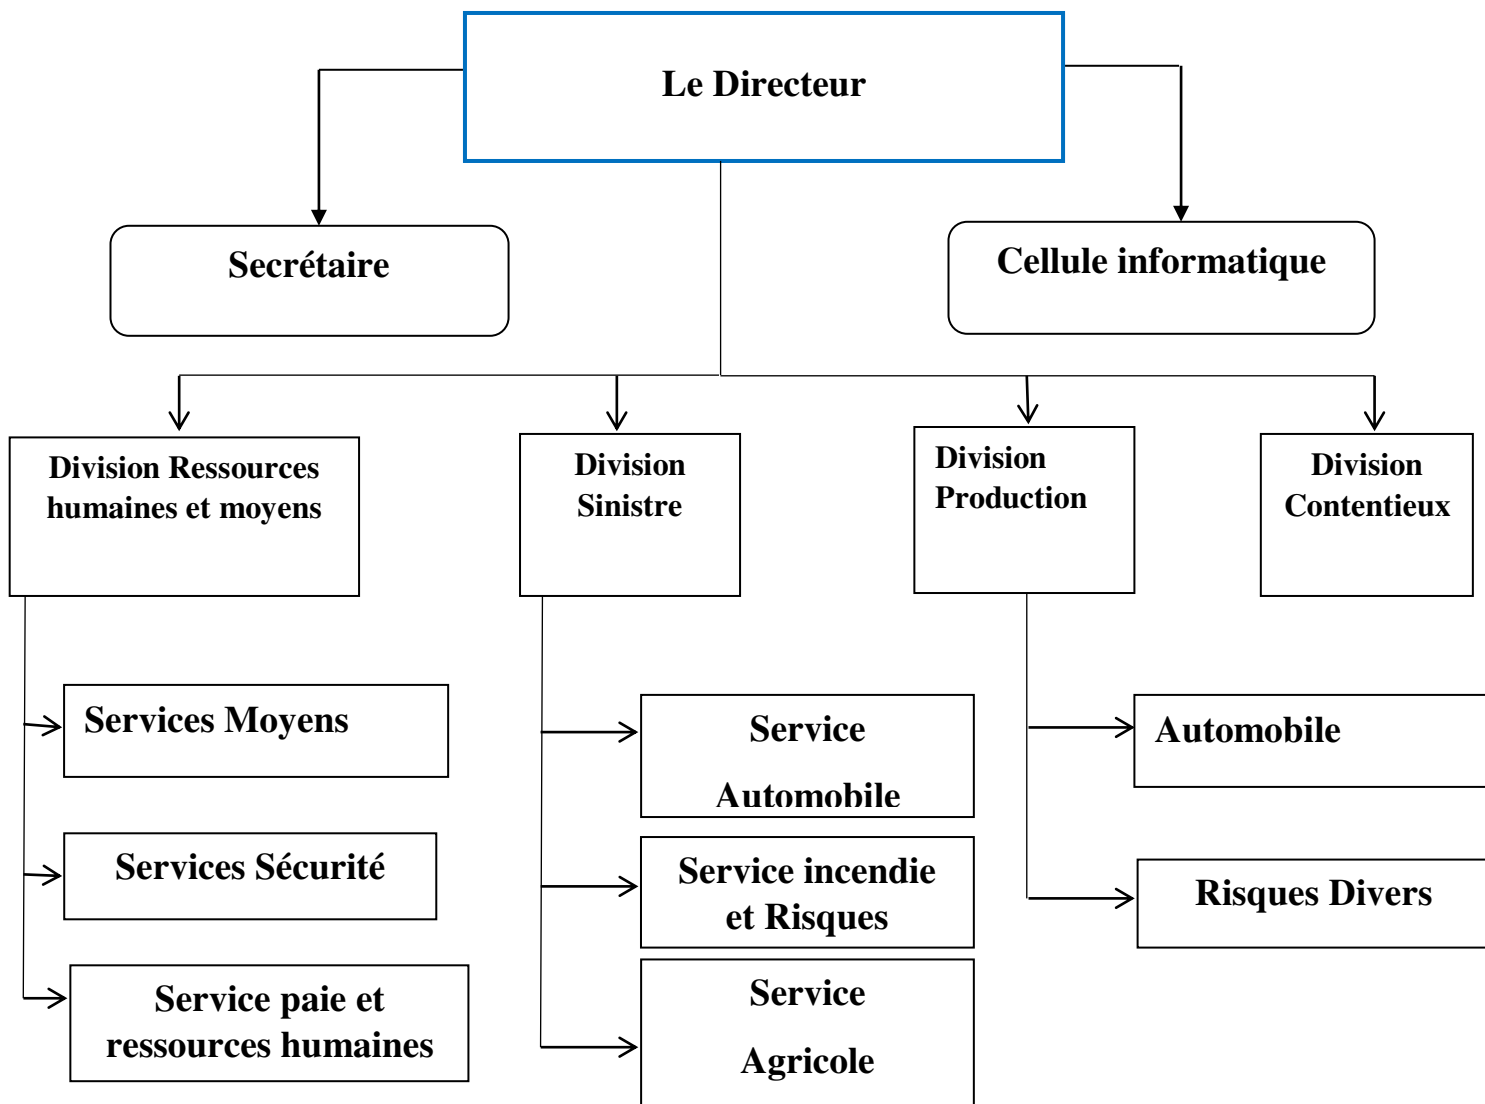 Le Directeur
Secrétaire
Cellule informatique
Division Ressources
humaines et moyens
Division
Sinistre
Division
Production
Division
Contentieux
Services Moyens
Services Sécurité
Service paie et
ressources humaines
Service
Automobile
Service incendie
et Risques
Service
Agricole
Automobile
Risques Divers